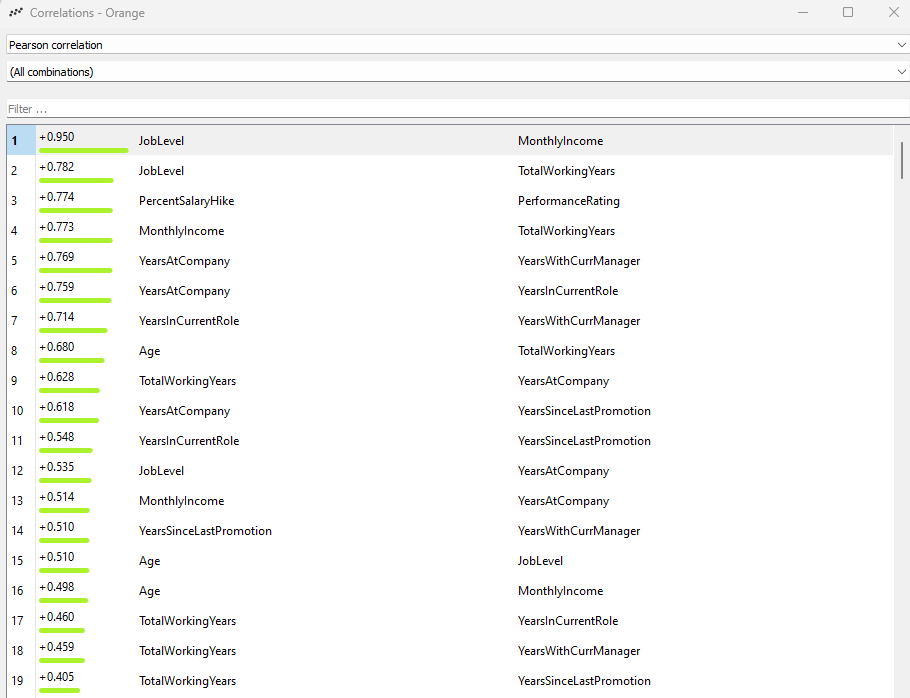 Correlations - Orange
Pearson correlation
(All combinations)
Filter ...
1 +0.950 JobLevel MonthlyIncome
2 +0.782 JobLevel TotalWorkingYears
3 +0.774 PercentSalaryHike PerformanceRating
4 +0.773 MonthlyIncome TotalWorkingYears
5 +0.769 YearsAtCompany YearsWithCurrManager
6 +0.759 YearsAtCompany YearsInCurrentRole
7 +0.714 YearsInCurrentRole YearsWithCurrManager
8 +0.680 Age TotalWorkingYears
9 +0.628 TotalWorkingYears YearsAtCompany
10 +0.618 YearsAtCompany YearsSinceLastPromotion
11 +0.548 YearsInCurrentRole YearsSinceLastPromotion
12 +0.535 JobLevel YearsAtCompany
13 +0.514 MonthlyIncome YearsAtCompany
14 +0.510 YearsSinceLastPromotion YearsWithCurrManager
15 +0.510 Age JobLevel
16 +0.498 Age MonthlyIncome
17 +0.460 TotalWorkingYears YearsInCurrentRole
18 +0.459 TotalWorkingYears YearsWithCurrManager
19 +0.405 TotalWorkingYears YearsSinceLastPromotion